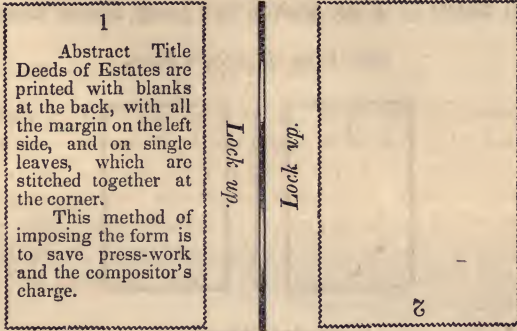 1
Abstract Title
Deeds of Estates are
printed with blanks
at the back, with all
the margin on the left
side, and on single
leaves, which are
stitched together at
the corner.
This method of
imposing the form is
to save press-work
and the compositor's
charge.
Lock up.
Lock up.
2